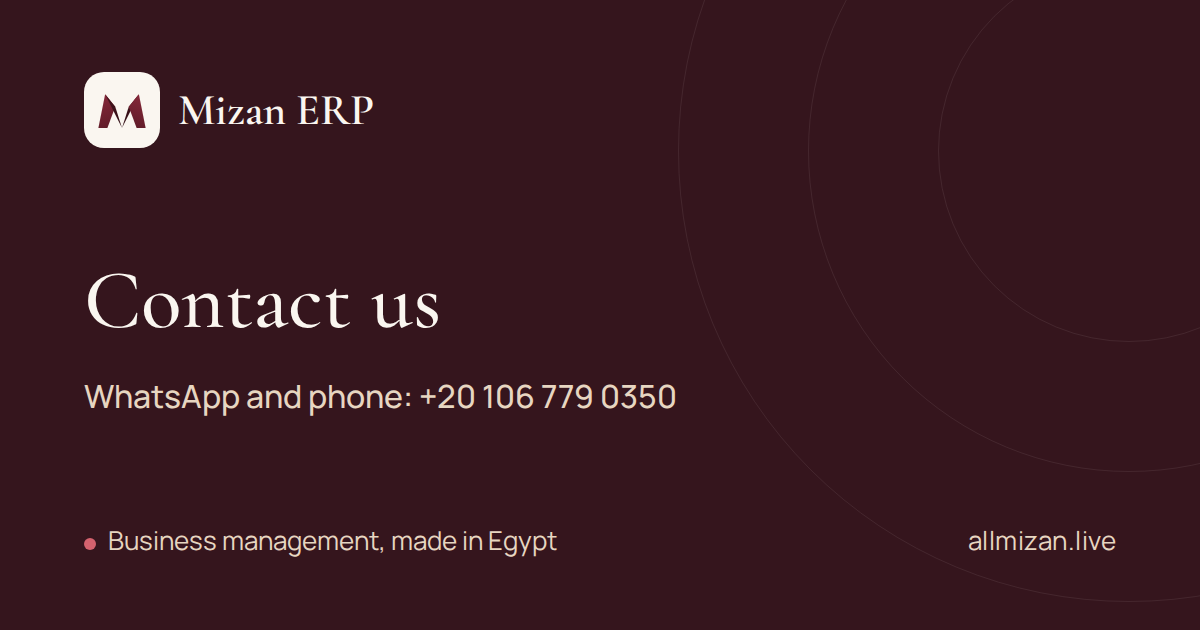 Mizan ERP
Contact us
WhatsApp and phone: +20 106 779 0350
Business management, made in Egypt
allmizan.live